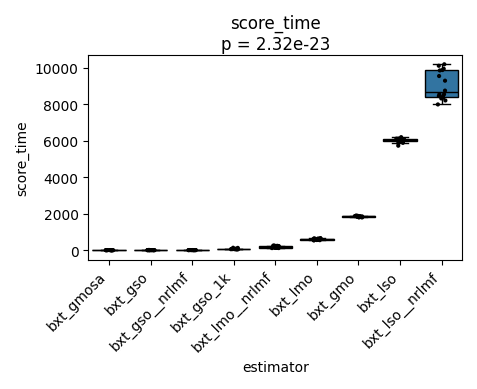 score_time
p = 2.32e-23
score_time
10000
8000
6000
4000
2000
0
bxt_gmosa
bxt_gso
bxt_gso__nrlmf
bxt_gso_1k
bxt_lmo__nrlmf
bxt_lmo
bxt_gmo
bxt_lso
bxt_lso__nrlmf
estimator